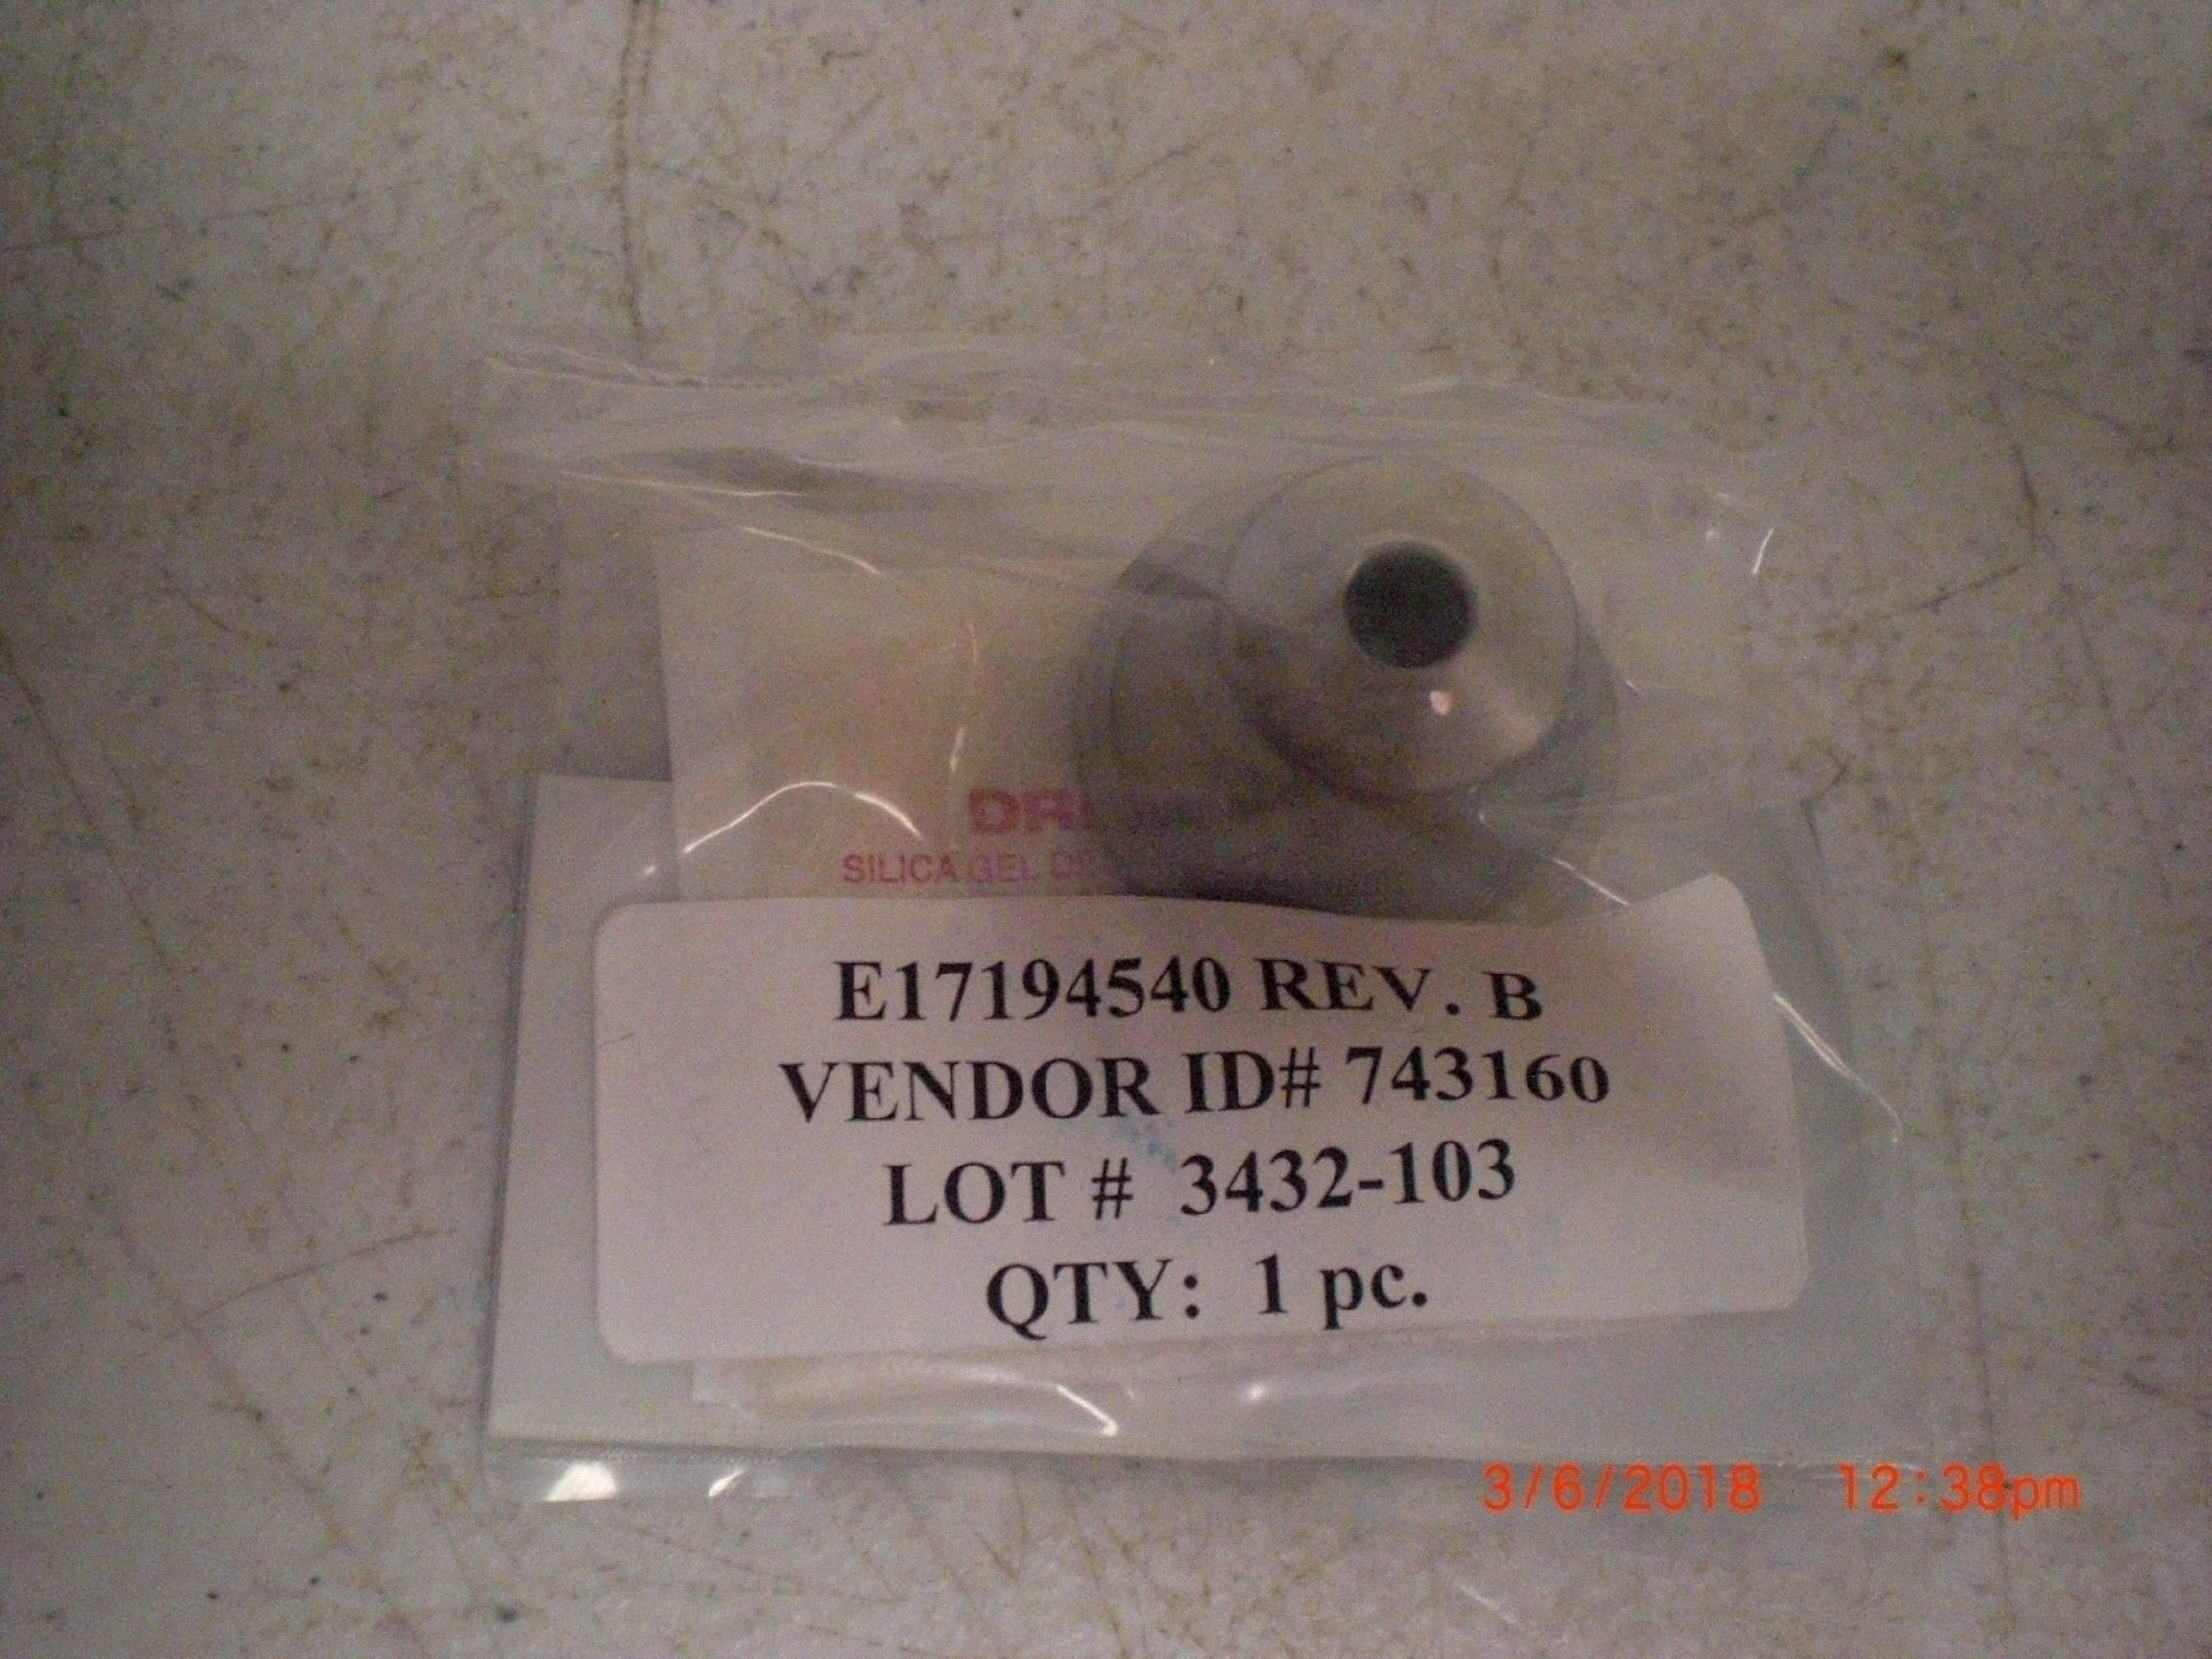 SILICA GEL
E17194540 REV. B
VENDOR ID# 743160
LOT # 3432-103
QTY: 1 pc.
3/6/2018 12:38pm